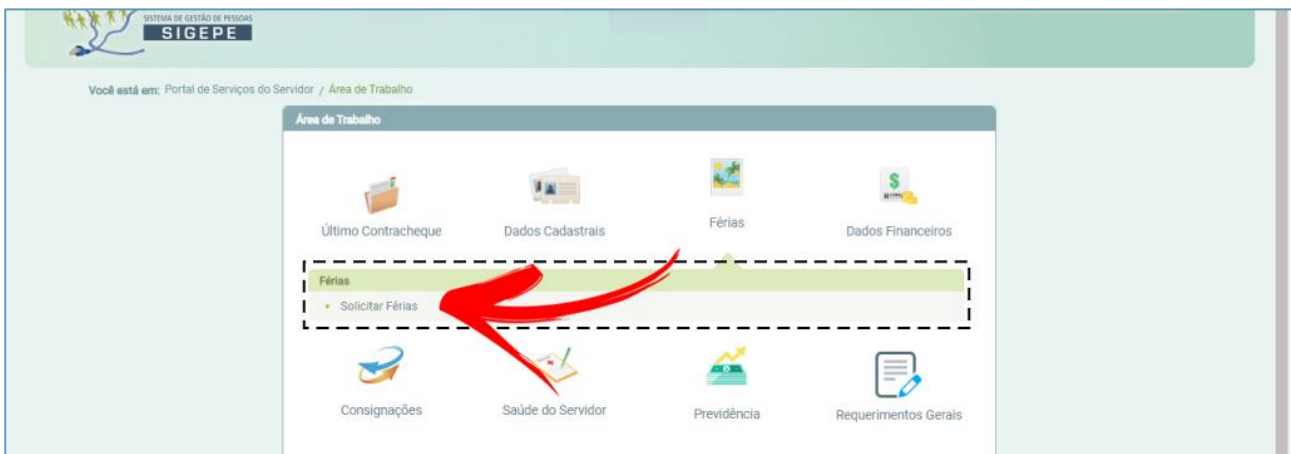 SISTEMA DE GESTÃO DE PESSOAS
SIGEPE
Você está em: Portal de Serviços do Servidor / Área de Trabalho
Área de Trabalho
Último Contracheque
Dados Cadastrais
Férias
Dados Financeiros
Férias
• Solicitar Férias
Consignações
Saúde do Servidor
Previdência
Requerimentos Gerais